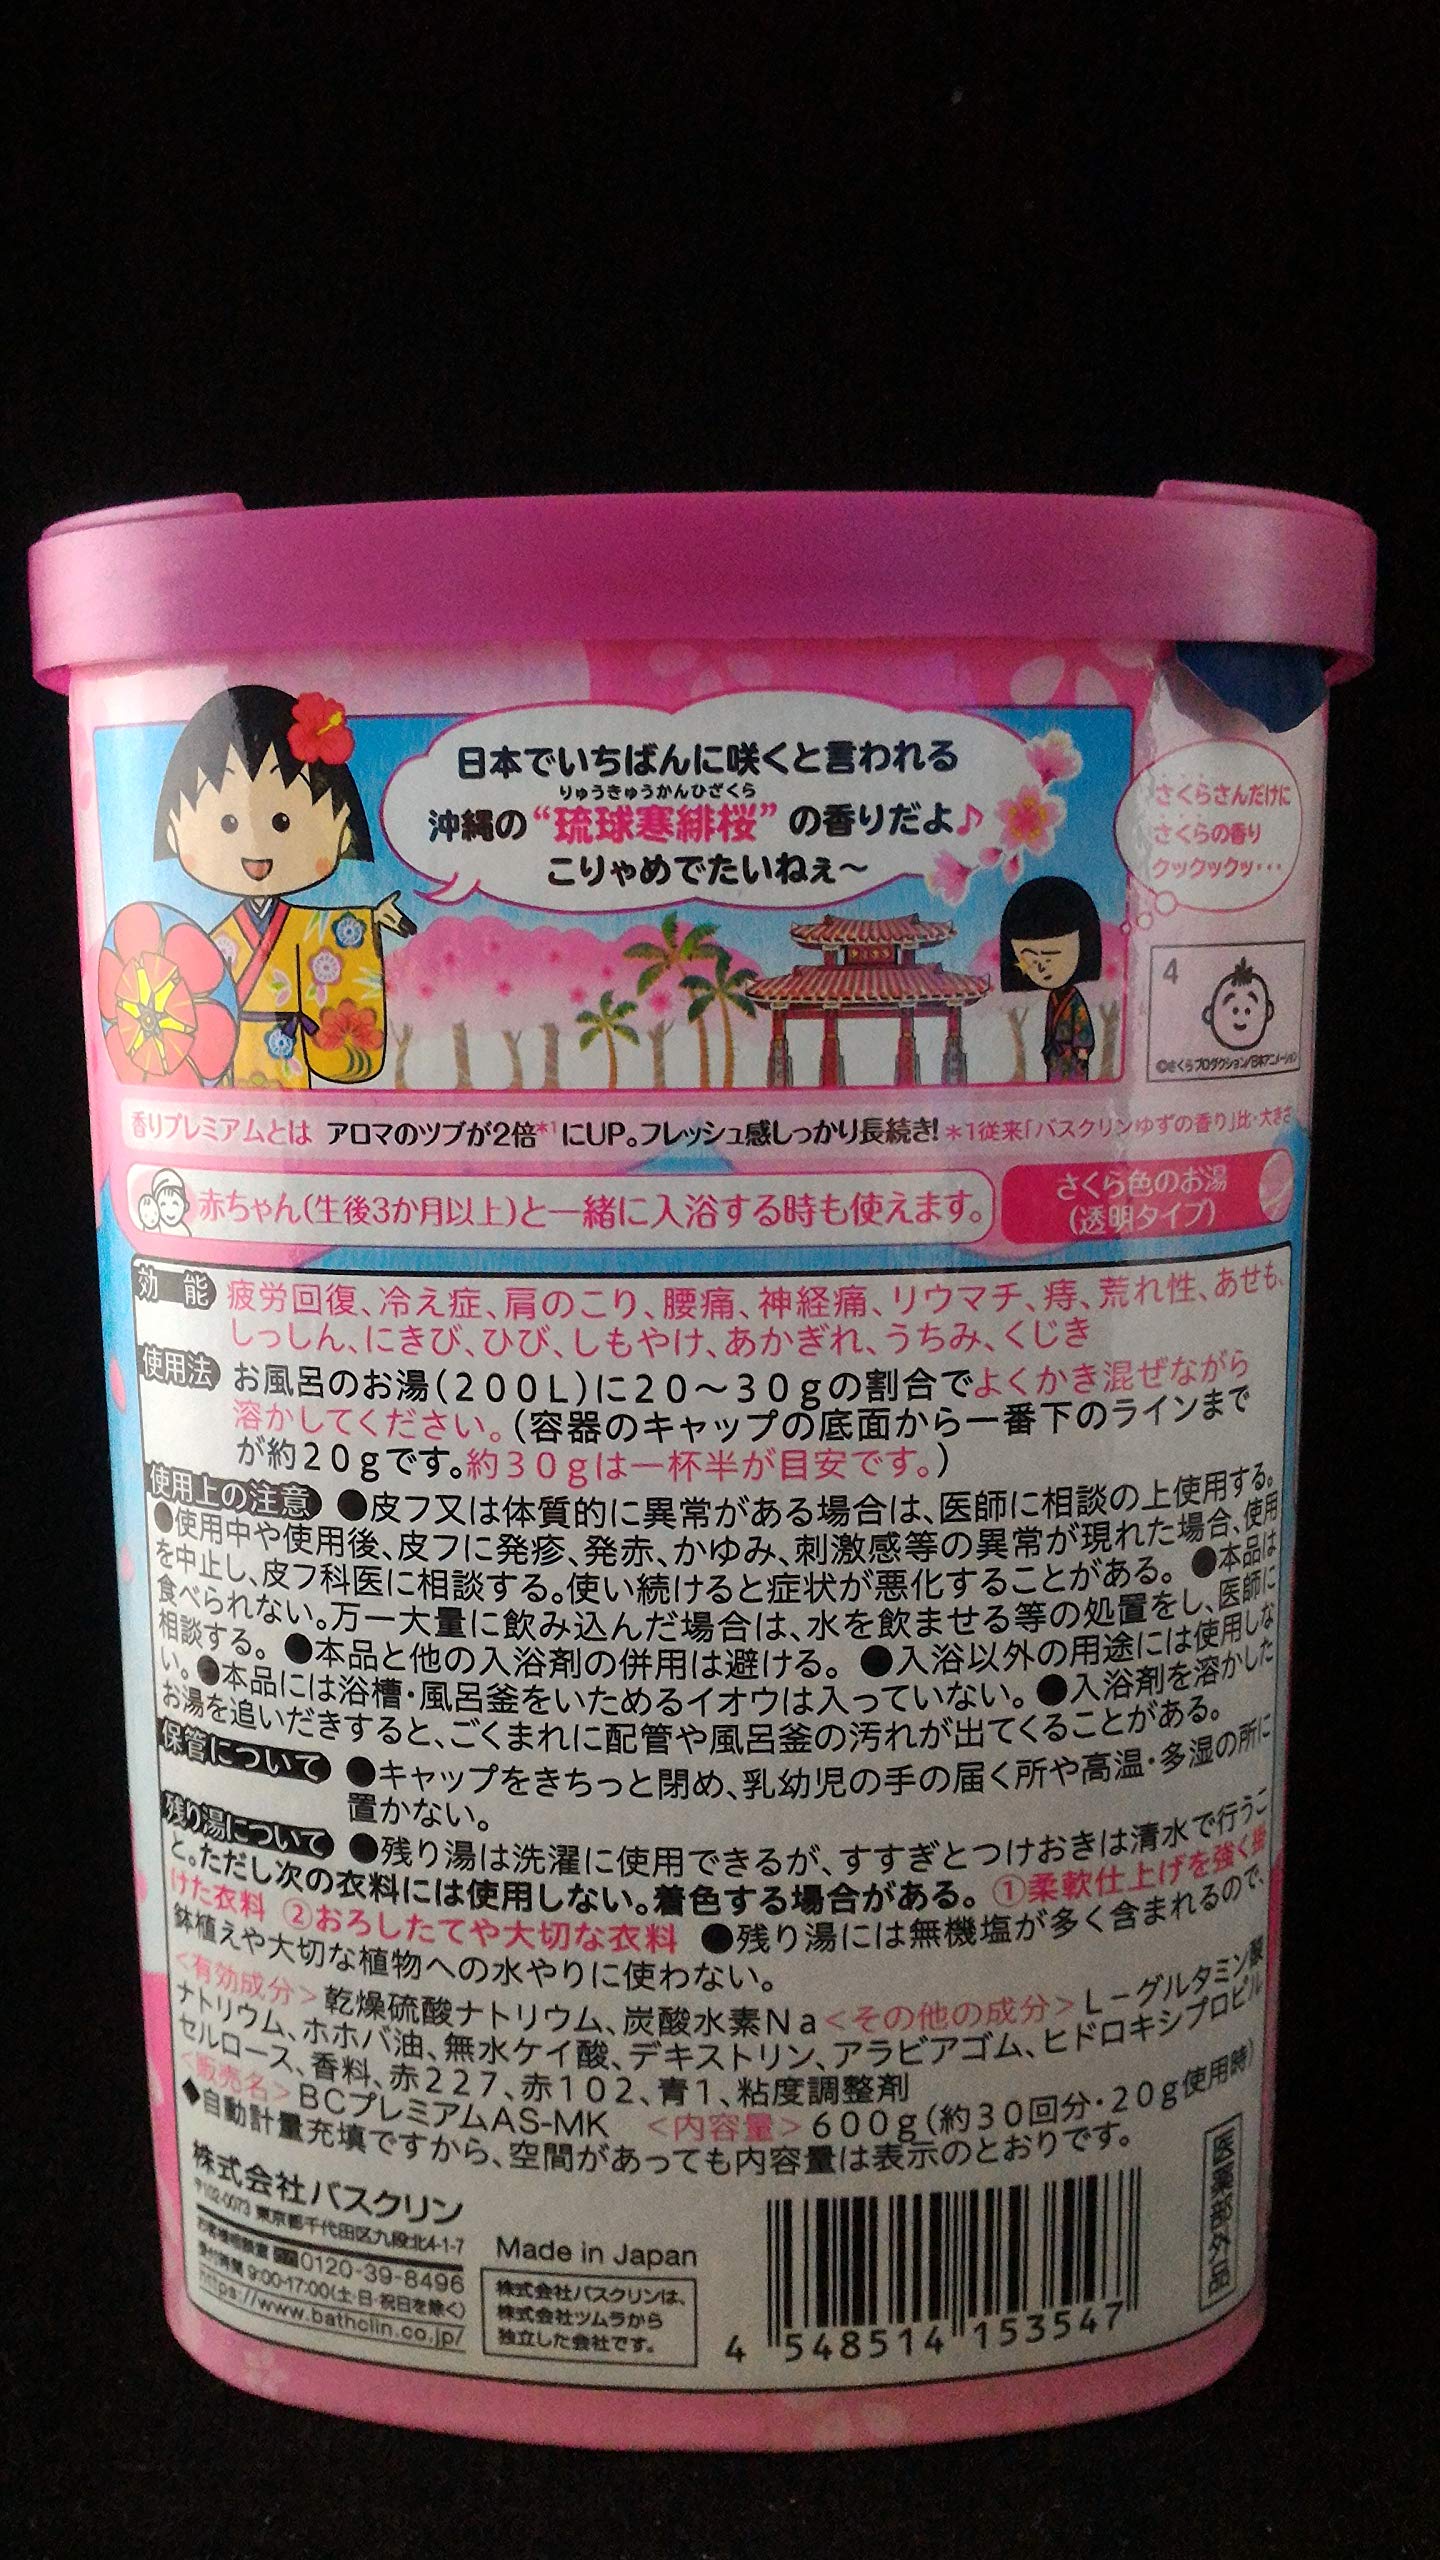 日本でいちばんに咲くと言われる
りゅうきゅうかんひざくら
沖縄の“琉球寒緋桜”の香りだよ♪
こりゃめでたいねぇ～
さくらさんだけに
さくらの香り
クックックッ…
4
©さくらプロダクション/日本アニメーション
香りプレミアムとは アロマのツブが2倍*1にUP。フレッシュ感しっかり長続き! *1従来「バスクリンゆずの香り」比・大きさ
赤ちゃん(生後3か月以上)と一緒に入浴する時も使えます。
さくら色のお湯
(透明タイプ)
効能 疲労回復、冷え症、肩のこり、腰痛、神経痛、リウマチ、痔、荒れ性、あせも、
しっしん、にきび、ひび、しもやけ、あかぎれ、うちみ、くじき
使用法 お風呂のお湯(200L)に20～30gの割合でよくかき混ぜながら
溶かしてください。(容器のキャップの底面から一番下のラインまで
が約20gです。約30gは一杯半が目安です。)
使用上の注意 ●皮フ又は体質的に異常がある場合は、医師に相談の上使用する。
●使用中や使用後、皮フに発疹、発赤、かゆみ、刺激感等の異常が現れた場合、使用
を中止し、皮フ科医に相談する。使い続けると症状が悪化することがある。 ●本品は
食べられない。万一大量に飲み込んだ場合は、水を飲ませる等の処置をし、医師に
相談する。 ●本品と他の入浴剤の併用は避ける。 ●入浴以外の用途には使用しな
い。●本品には浴槽・風呂釜をいためるイオウは入っていない。●入浴剤を溶かした
お湯を追いだきすると、ごくまれに配管や風呂釜の汚れが出てくることがある。
保管について ●キャップをきちっと閉め、乳幼児の手の届く所や高温・多湿の所に
置かない。
残り湯について ●残り湯は洗濯に使用できるが、すすぎとつけおきは清水で行うこ
と。ただし次の衣料には使用しない。着色する場合がある。①柔軟仕上げを強く掛
けた衣料 ②おろしたてや大切な衣料 ●残り湯には無機塩が多く含まれるので、
鉢植えや大切な植物への水やりに使わない。
<有効成分>乾燥硫酸ナトリウム、炭酸水素Na<その他の成分>L－グルタミン酸
ナトリウム、ホホバ油、無水ケイ酸、デキストリン、アラビアゴム、ヒドロキシプロピル
セルロース、香料、赤227、赤102、青1、粘度調整剤
<販売名>BCプレミアムAS-MK <内容量>600g(約30回分・20g使用時)
◆自動計量充填ですから、空間があっても内容量は表示のとおりです。
株式会社バスクリン
〒102-0073 東京都千代田区九段北4-1-7
お客様相談室 0120-39-8496
受付時間 9:00-17:00(土・日・祝日を除く)
https://www.bathclin.co.jp/
Made in Japan
株式会社バスクリンは、
株式会社ツムラから
独立した会社です。
4 548514 153547
医薬部外品